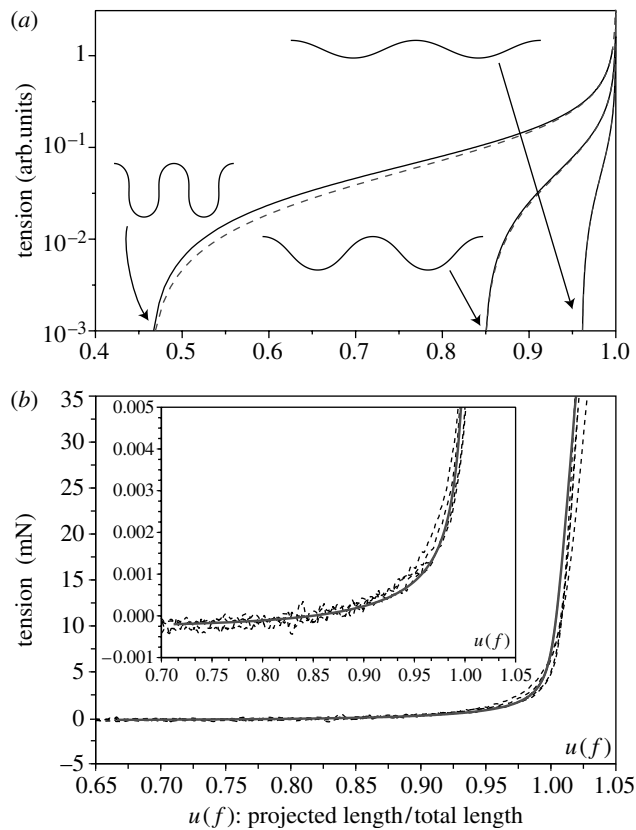 (a)
tension (arb.units)
1
10⁻¹
10⁻²
10⁻³
0.4 0.5 0.6 0.7 0.8 0.9 1.0
(b)
tension (mN)
35
30
25
20
15
10
5
0
−5
0.005
0.004
0.003
0.002
0.001
0.000
−0.001
u(f)
0.70 0.75 0.80 0.85 0.90 0.95 1.00 1.05
u(f)
0.65 0.70 0.75 0.80 0.85 0.90 0.95 1.00 1.05
u(f): projected length/total length